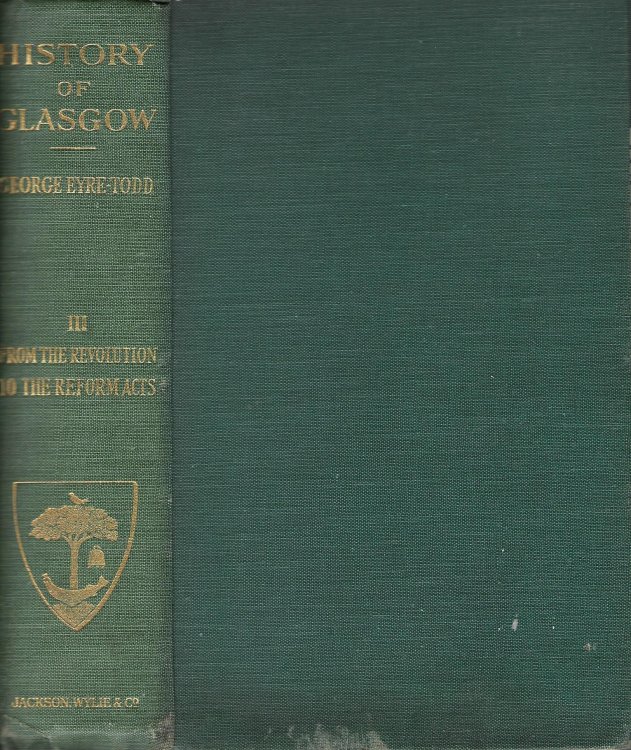 HISTORY
OF
GLASGOW
GEORGE EYRE-TODD
III
FROM THE REVOLUTION
TO THE REFORM ACTS
JACKSON, WYLIE & Co